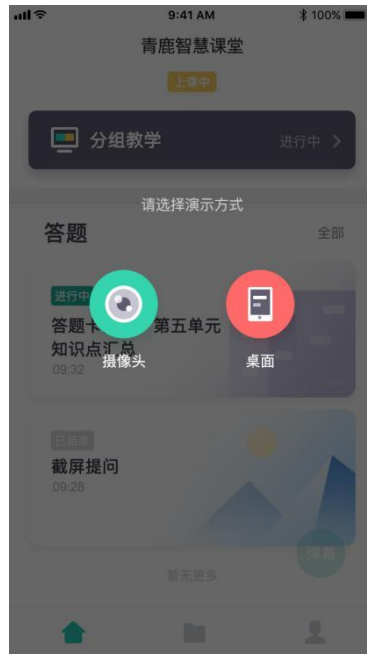 9:41 AM
100%
青鹿智慧课堂
上课中
分组教学
进行中
请选择演示方式
答题
全部
进行中
答题卡 第五单元
知识点汇总
09:32
摄像头
桌面
已结束
截屏提问
09:28
弹幕
暂无更多